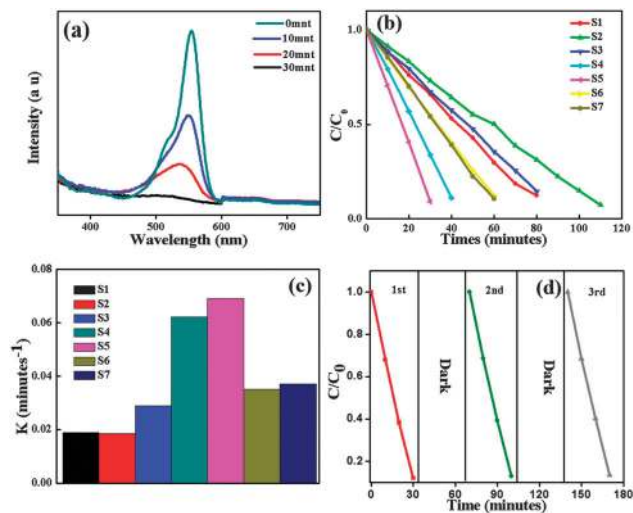 (a)
0mnt
10mnt
20mnt
30mnt
Intensity (a u)
400 500 600 700
Wavelength (nm)
(b)
S1
S2
S3
S4
S5
S6
S7
C/C0
1.0
0.5
0.0
0 20 40 60 80 100 120
Times (minutes)
(c)
S1
S2
S3
S4
S5
S6
S7
K (minutes-1)
0.08
0.06
0.04
0.02
0.00
(d)
1st
Dark
2nd
Dark
3rd
C/C0
1.0
0.8
0.6
0.4
0.2
0 30 60 90 120 150 180
Time (minutes)